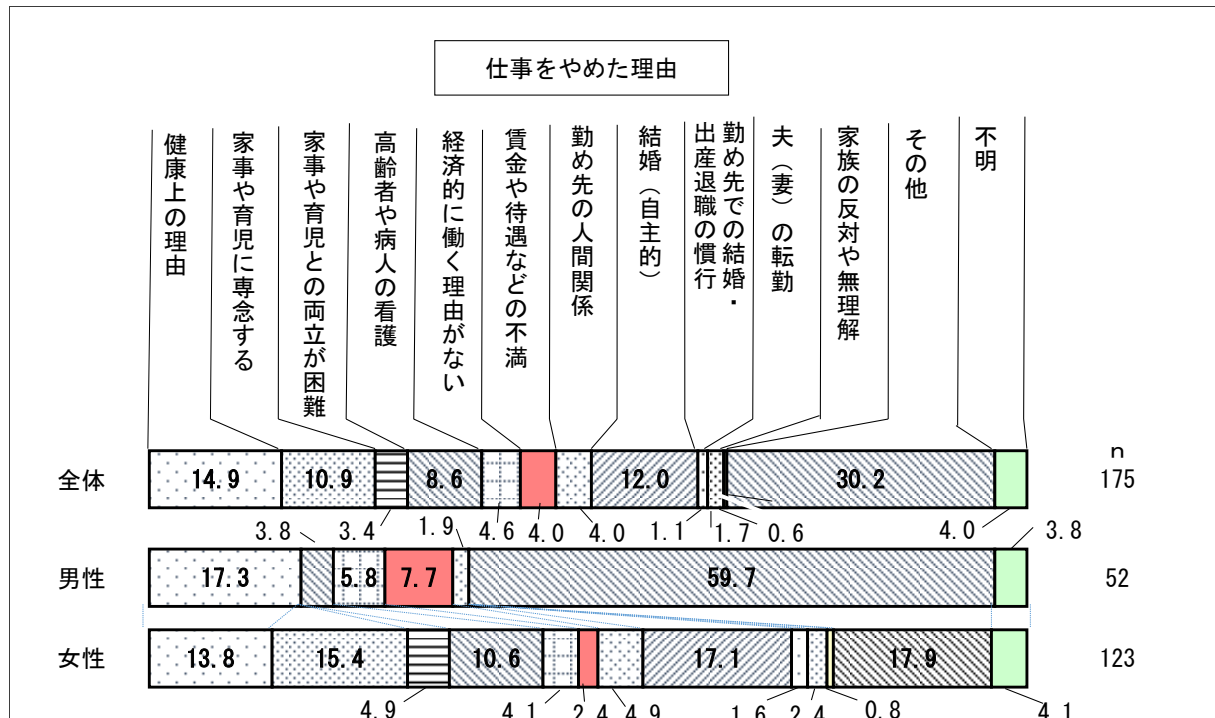 仕事をやめた理由
健康上の理由
家事や育児に専念する
家事や育児との両立が困難
高齢者や病人の看護
経済的に働く理由がない
賃金や待遇などの不満
勤め先の人間関係
結婚（自主的）
勤め先での結婚・
出産退職の慣行
夫（妻）の転勤
家族の反対や無理解
その他
不明
n
全体 14.9 10.9 8.6 12.0 30.2 175
3.4 4.6 4.0 4.0 1.1 1.7 0.6 4.0
3.8 1.9 3.8
男性 17.3 5.8 7.7 59.7 52
女性 13.8 15.4 10.6 17.1 17.9 123
4.9 4.1 2.4 4.9 1.6 2.4 0.8 4.1